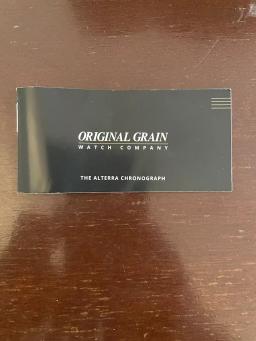 ORIGINAL GRAIN
WATCH COMPANY
THE ALTERRA CHRONOGRAPH